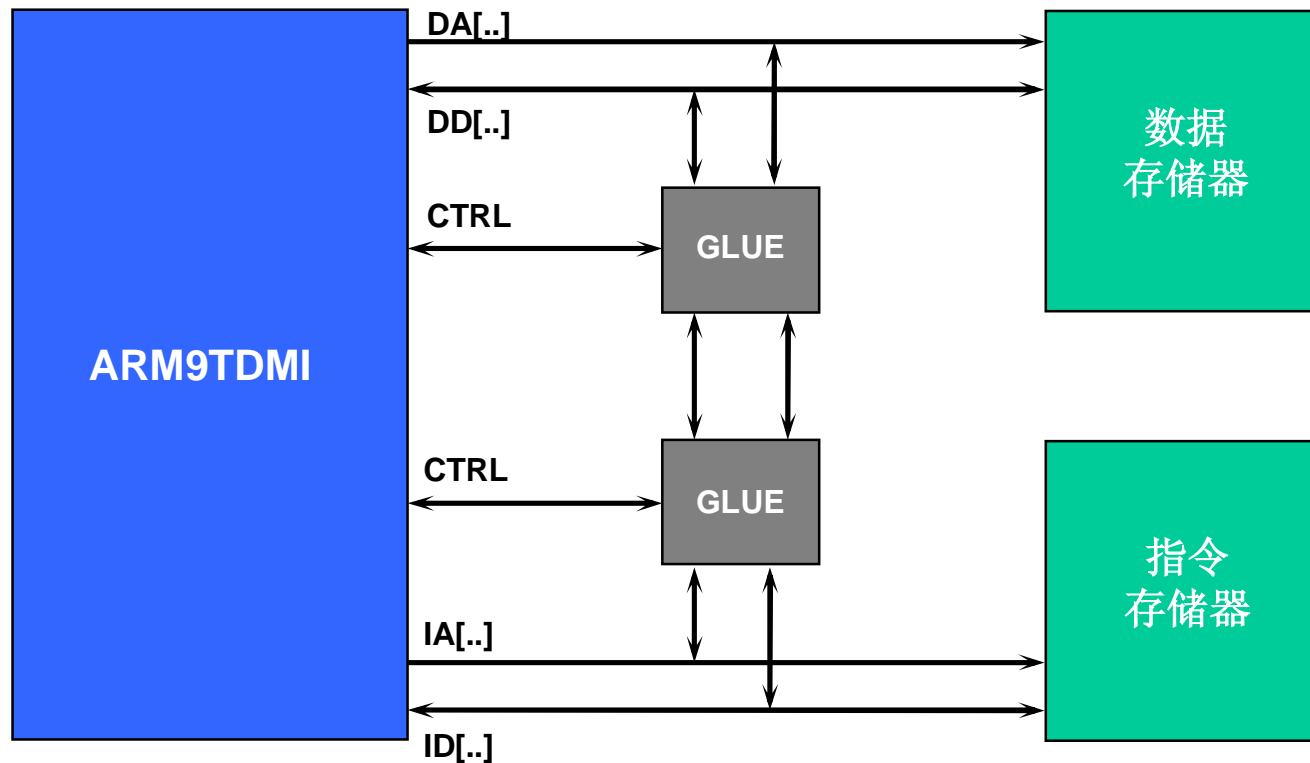 DA[..]
DD[..]
数据
存储器
CTRL
GLUE
ARM9TDMI
CTRL
GLUE
指令
存储器
IA[..]
ID[..]